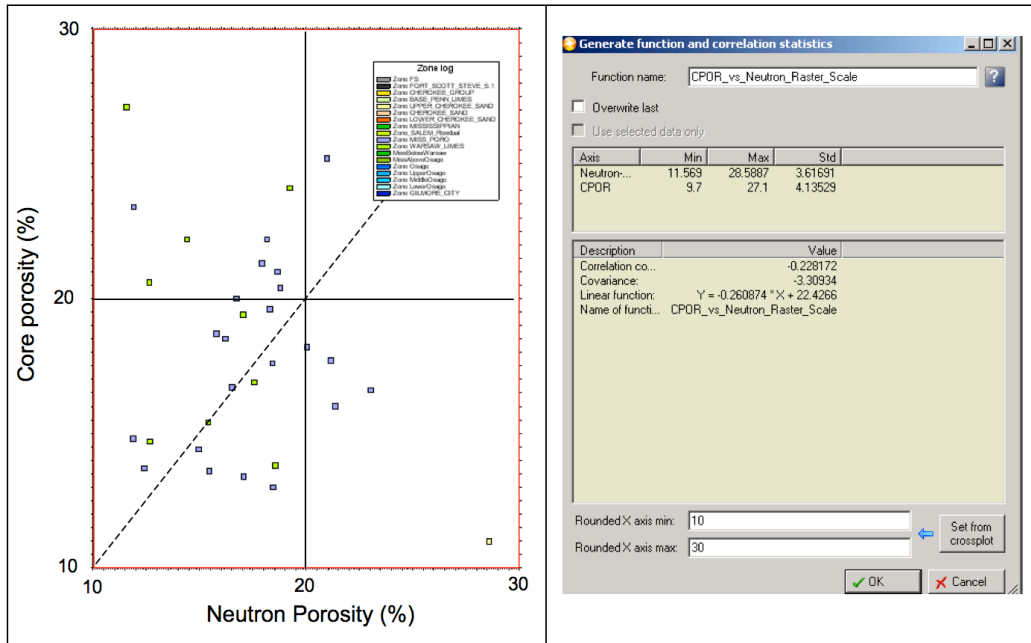 30
20
10
10
20
30
Core porosity (%)
Neutron Porosity (%)
Zone log
Zone FS
Zone FORT_SCOTT_STEVE_S.1
Zone CHEROKEE_GROUP
Zone BASE_PENN_LIMES
Zone UPPER_CHEROKEE_SAND
Zone CHEROKEE_SAND
Zone LOWER_CHEROKEE_SAND
Zone MISSISSIPPIAN
Zone_SALEM_Residual
Zone MISS_PORO
Zone WARSAW_LIMES
MissBelowWarsaw
MissAboveOsage
Zone Osage
Zone UpperOsage
Zone MiddleOsage
Zone LowerOsage
Zone GILMORE_CITY
Generate function and correlation statistics
Function name: CPOR_vs_Neutron_Raster_Scale
Overwrite last
Use selected data only
Axis Min Max Std
Neutron-... 11.569 28.5887 3.61691
CPOR 9.7 27.1 4.13529
Description Value
Correlation co... -0.228172
Covariance: -3.30934
Linear function: Y = -0.260874 * X + 22.4266
Name of functi... CPOR_vs_Neutron_Raster_Scale
Rounded X axis min: 10
Rounded X axis max: 30
Set from
crossplot
OK Cancel